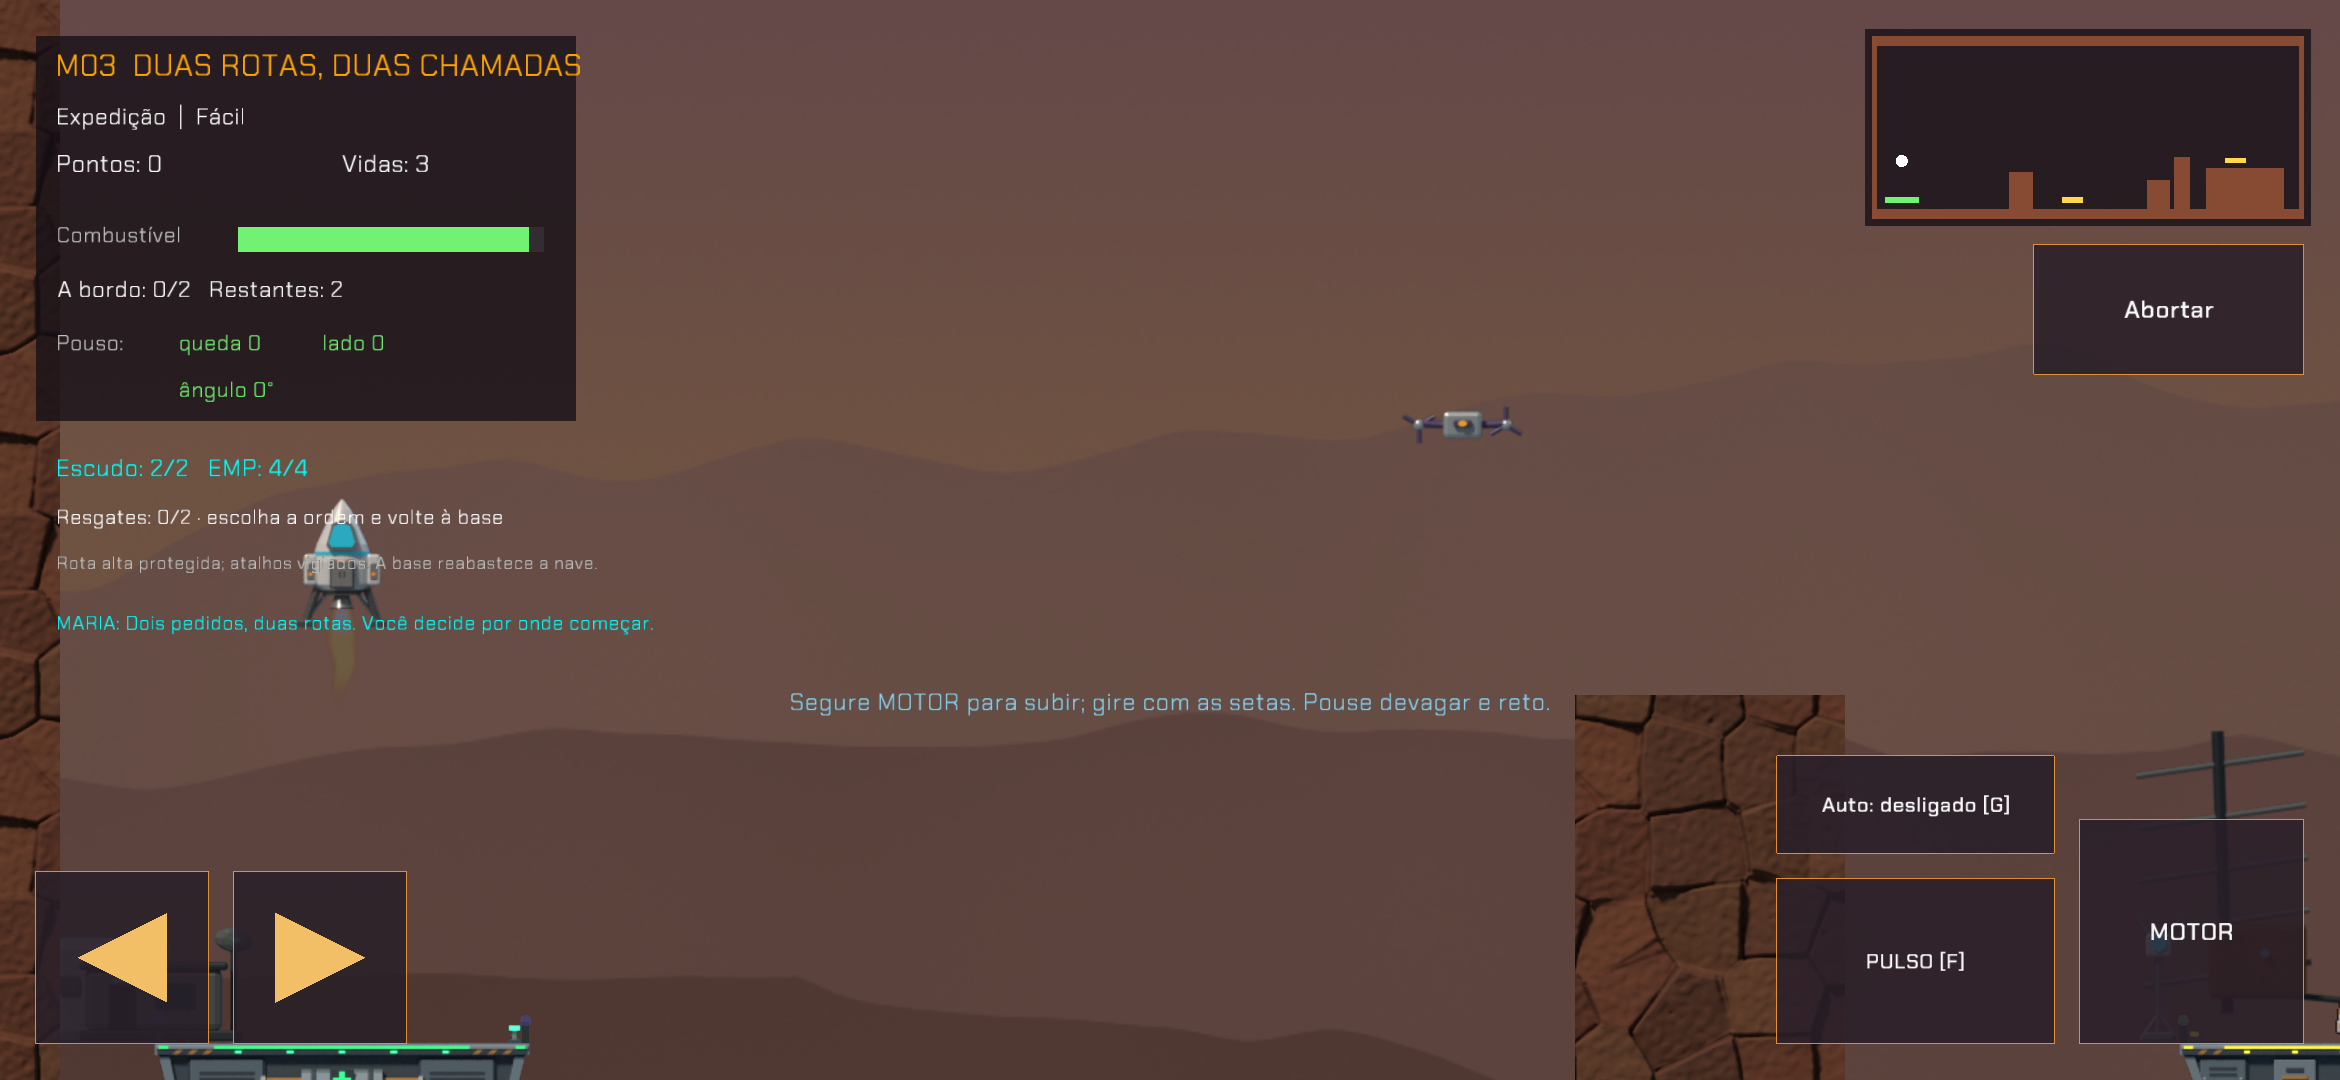 M03 DUAS ROTAS, DUAS CHAMADAS
Expedição | Fácil
Pontos: 0 Vidas: 3
Combustível
A bordo: 0/2 Restantes: 2
Pouso: queda 0 lado 0
ângulo 0°
Abortar
Escudo: 2/2 EMP: 4/4
Resgates: 0/2 · escolha a ordem e volte à base
Rota alta protegida; atalhos vigiados. A base reabastece a nave.
MARIA: Dois pedidos, duas rotas. Você decide por onde começar.
Segure MOTOR para subir; gire com as setas. Pouse devagar e reto.
Auto: desligado [G]
PULSO [F]
MOTOR